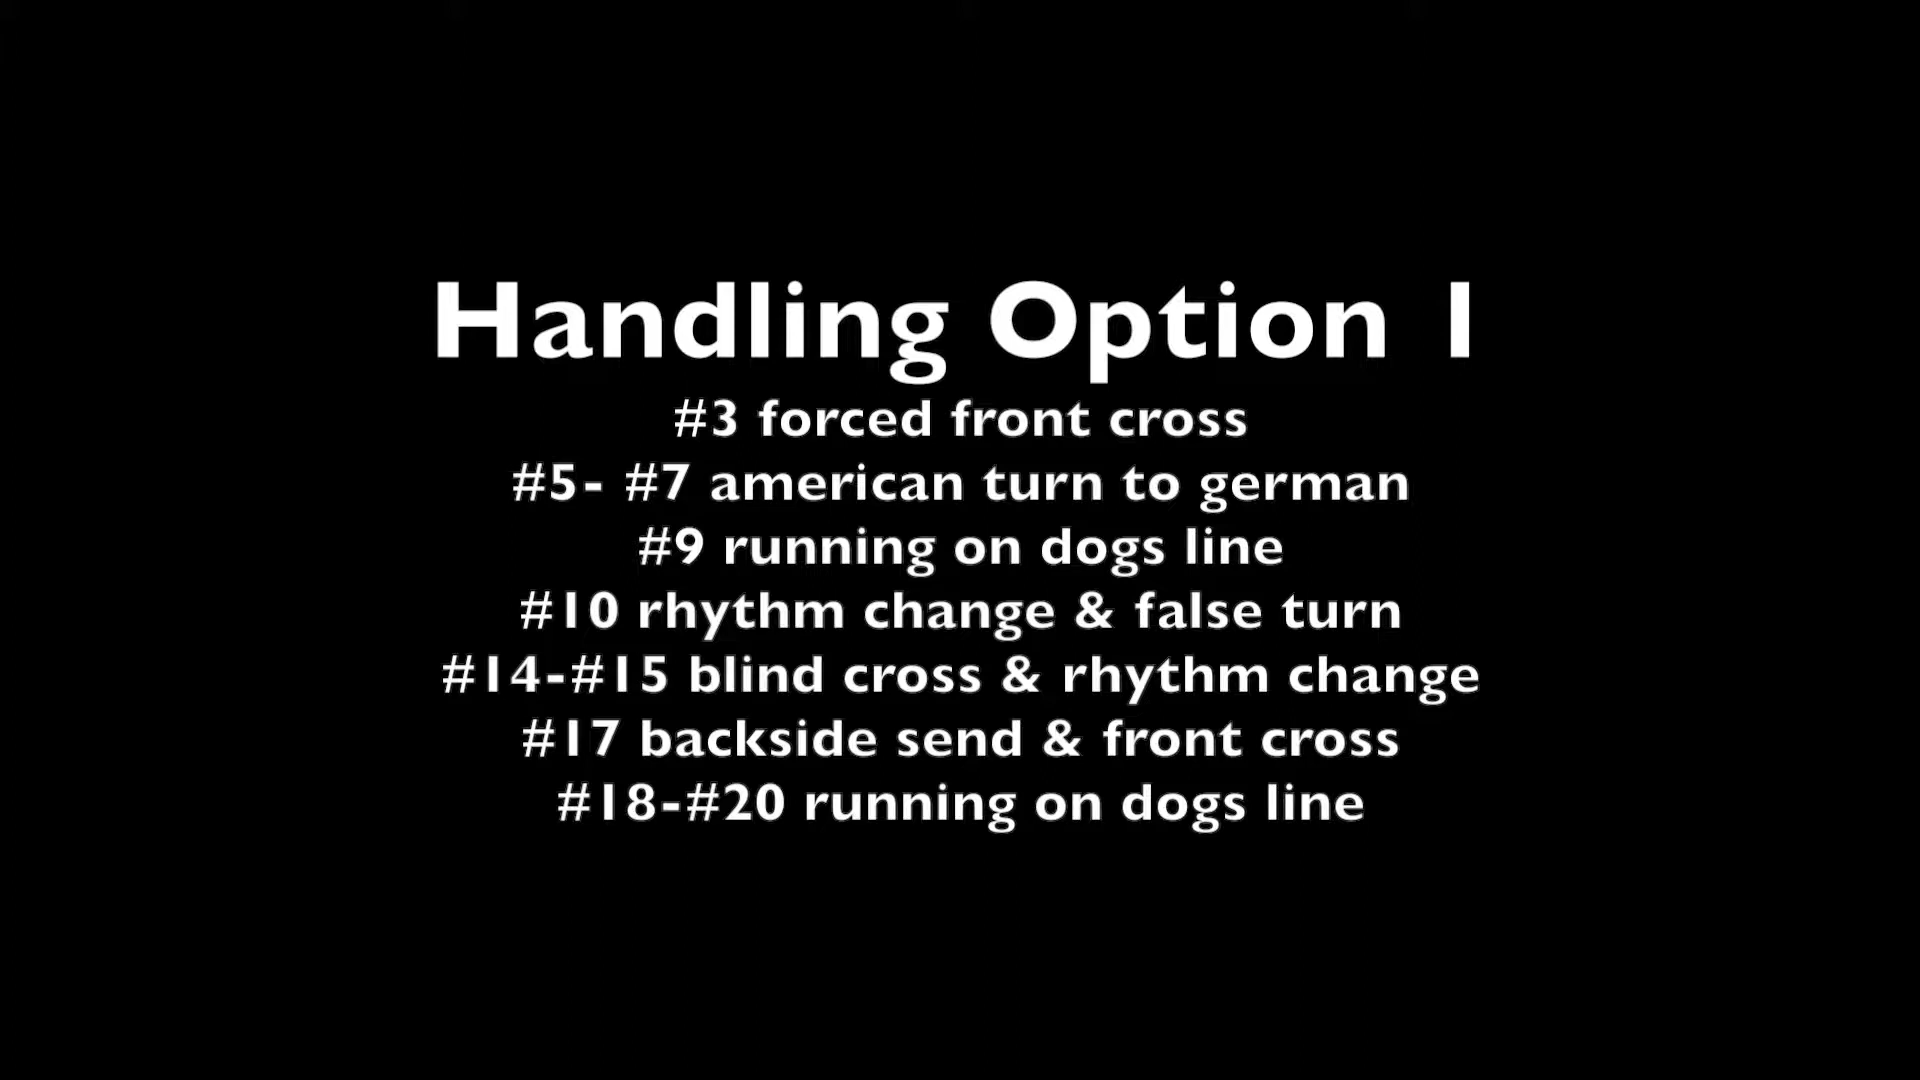 Handling Option 1
#3 forced front cross
#5- #7 american turn to german
#9 running on dogs line
#10 rhythm change & false turn
#14-#15 blind cross & rhythm change
#17 backside send & front cross
#18-#20 running on dogs line